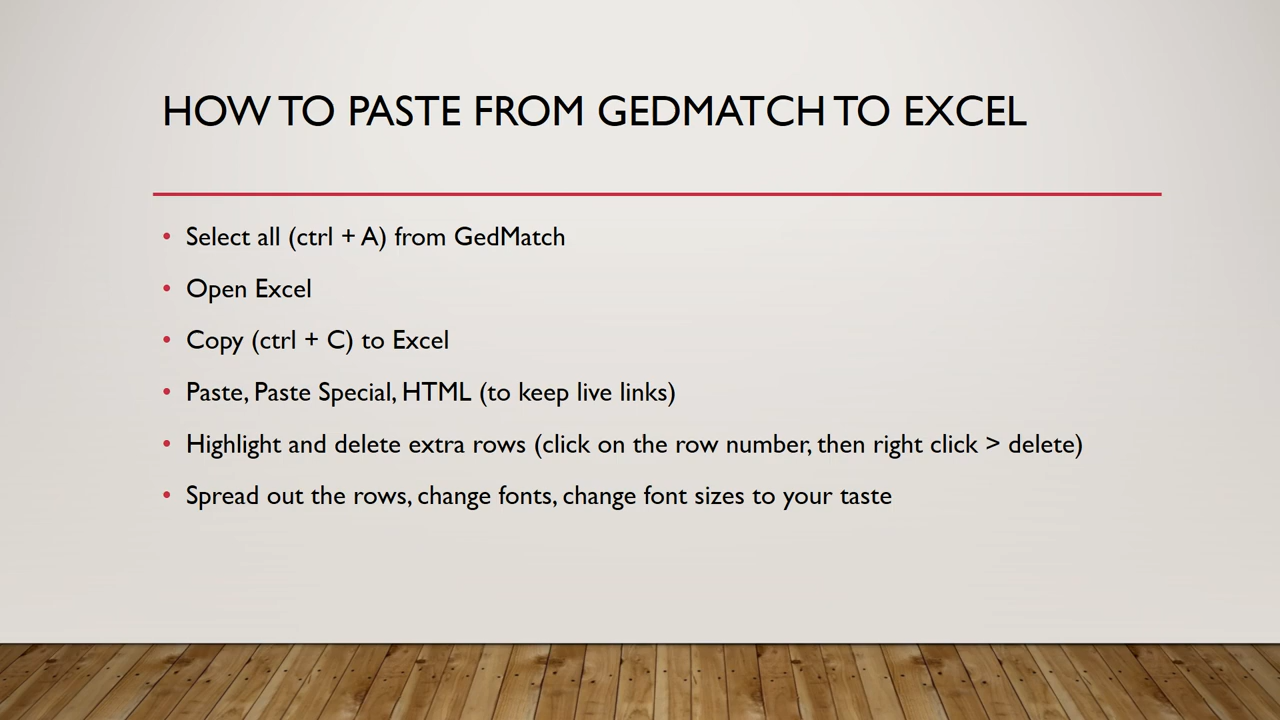 HOW TO PASTE FROM GEDMATCH TO EXCEL
• Select all (ctrl + A) from GedMatch
• Open Excel
• Copy (ctrl + C) to Excel
• Paste, Paste Special, HTML (to keep live links)
• Highlight and delete extra rows (click on the row number, then right click > delete)
• Spread out the rows, change fonts, change font sizes to your taste